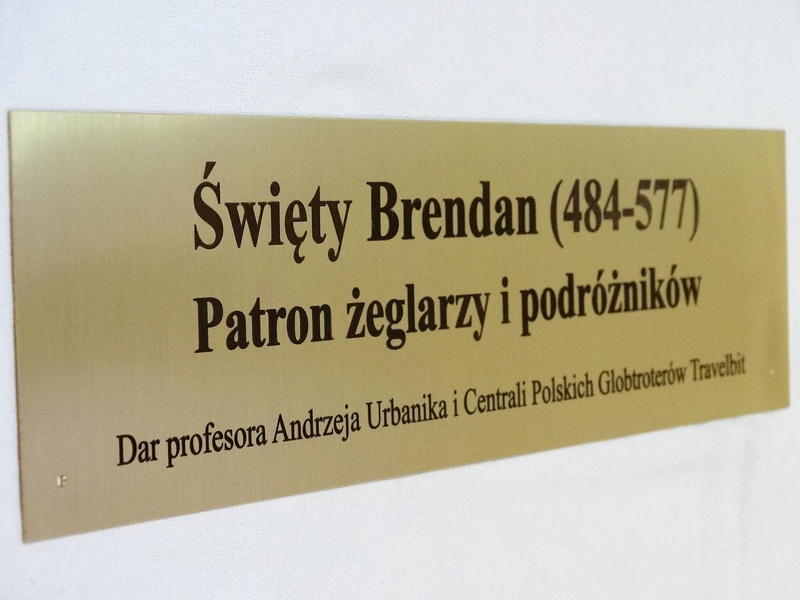 Święty Brendan (484-577)
Patron żeglarzy i podróżników
Dar profesora Andrzeja Urbanika i Centrali Polskich Globtroterów Travelbit